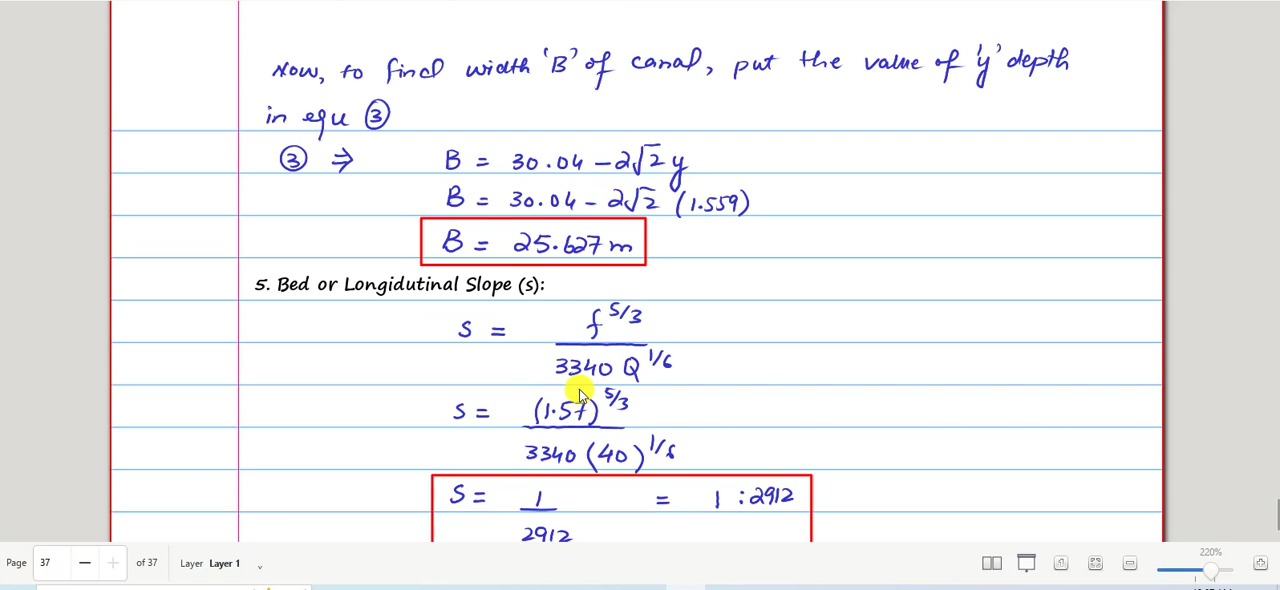 Now, to find width 'B' of canal, put the value of 'y' depth
in equ ③
③ ⇒ B = 30.04 - 2√2 y
B = 30.04 - 2√2 (1.559)
B = 25.627 m
5. Bed or Longidutinal Slope (s):
S = f^5/3 / 3340 Q^1/6
S = (1.57)^5/3 / 3340 (40)^1/6
S = 1 / 2912 = 1 : 2912
Page 37 of 37 Layer Layer 1 220%